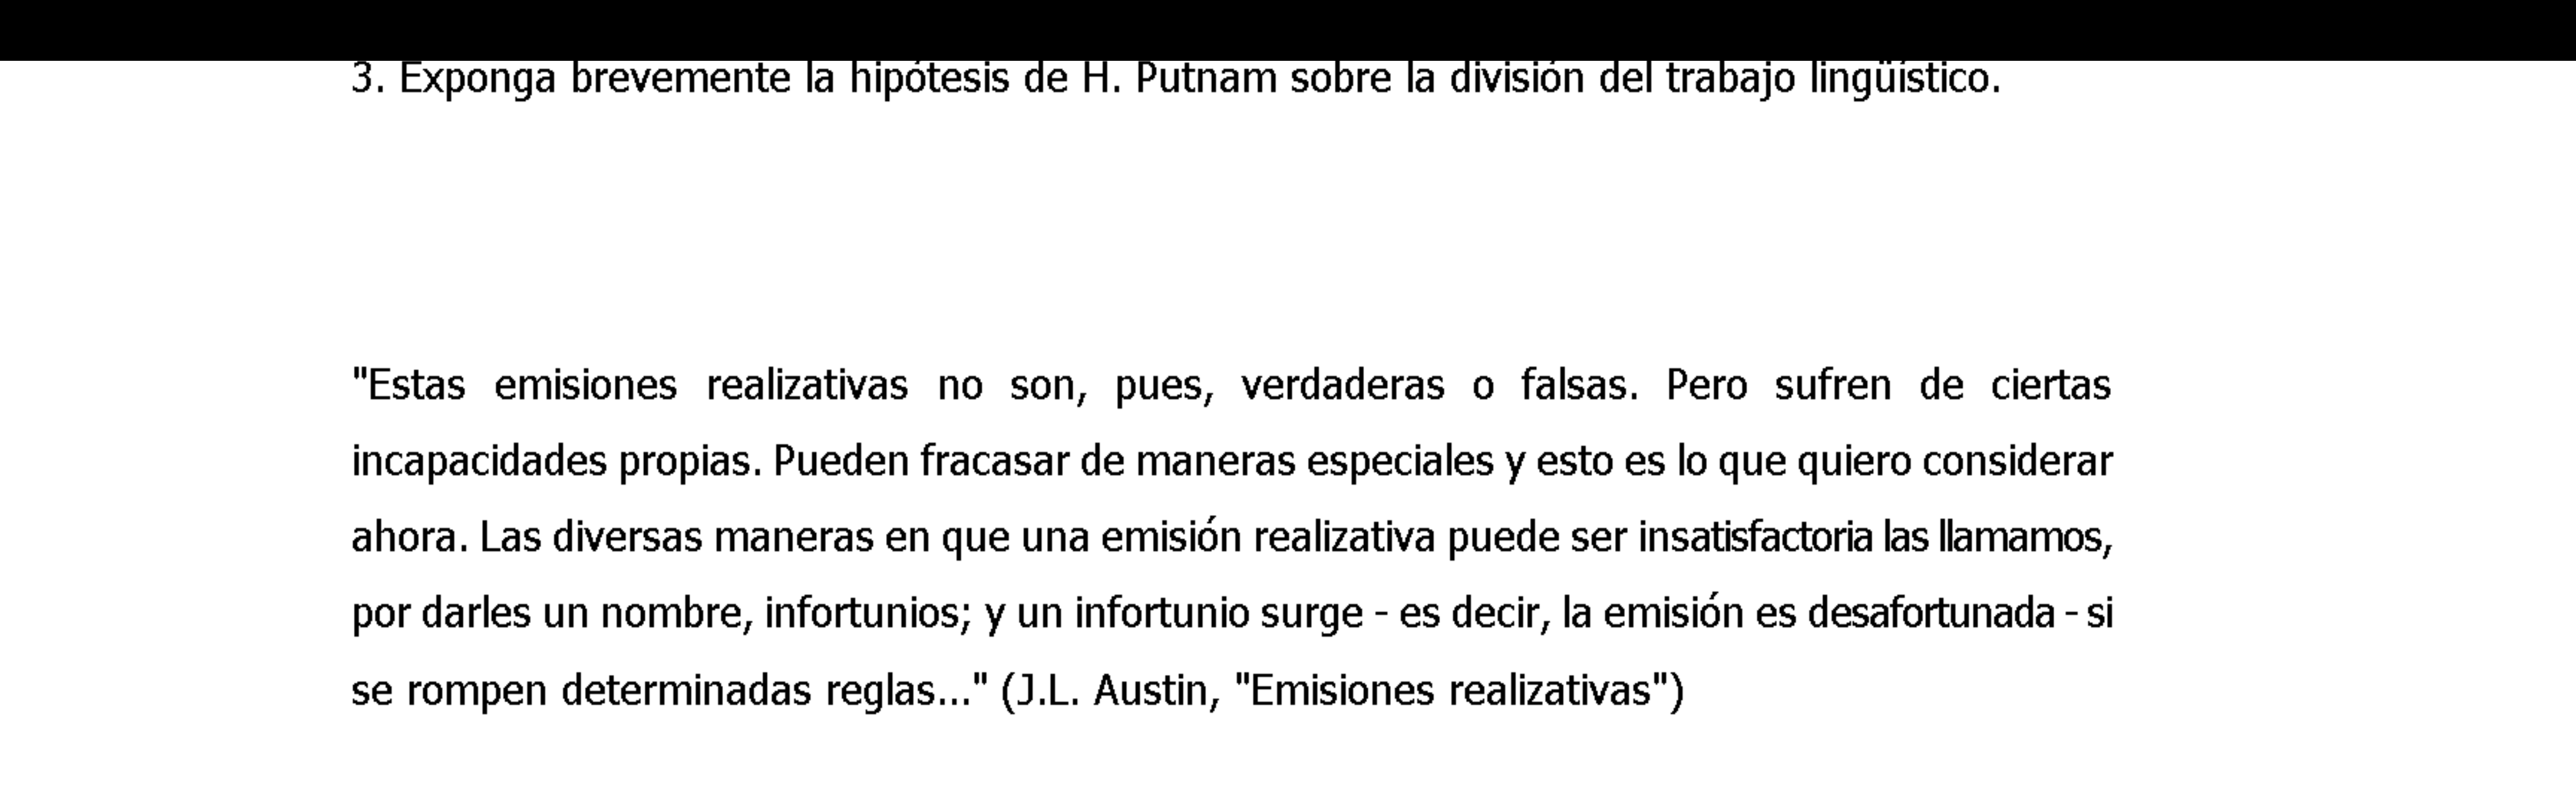 3. Exponga brevemente la hipótesis de H. Putnam sobre la división del trabajo lingüístico.
"Estas emisiones realizativas no son, pues, verdaderas o falsas. Pero sufren de ciertas
incapacidades propias. Pueden fracasar de maneras especiales y esto es lo que quiero considerar
ahora. Las diversas maneras en que una emisión realizativa puede ser insatisfactoria las llamamos,
por darles un nombre, infortunios; y un infortunio surge - es decir, la emisión es desafortunada - si
se rompen determinadas reglas..." (J.L. Austin, "Emisiones realizativas")